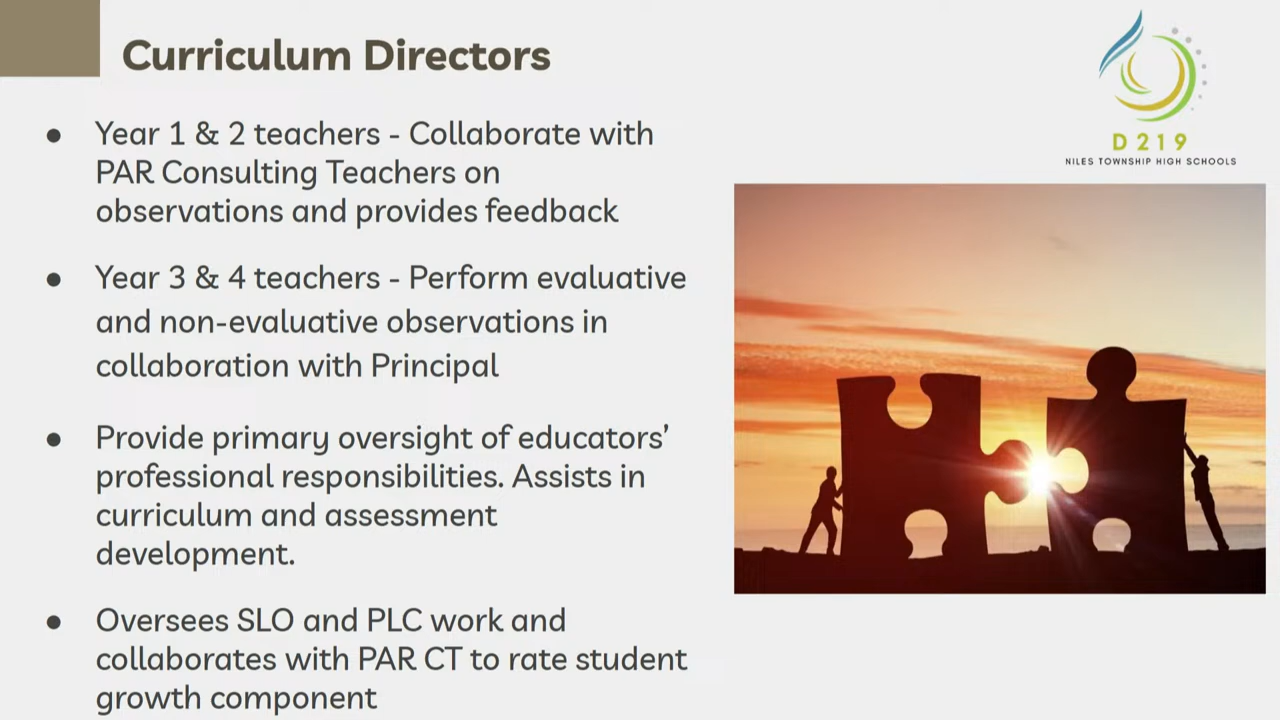 Curriculum Directors
● Year 1 & 2 teachers - Collaborate with
PAR Consulting Teachers on
observations and provides feedback
● Year 3 & 4 teachers - Perform evaluative
and non-evaluative observations in
collaboration with Principal
● Provide primary oversight of educators’
professional responsibilities. Assists in
curriculum and assessment
development.
● Oversees SLO and PLC work and
collaborates with PAR CT to rate student
growth component
D219
NILES TOWNSHIP HIGH SCHOOLS